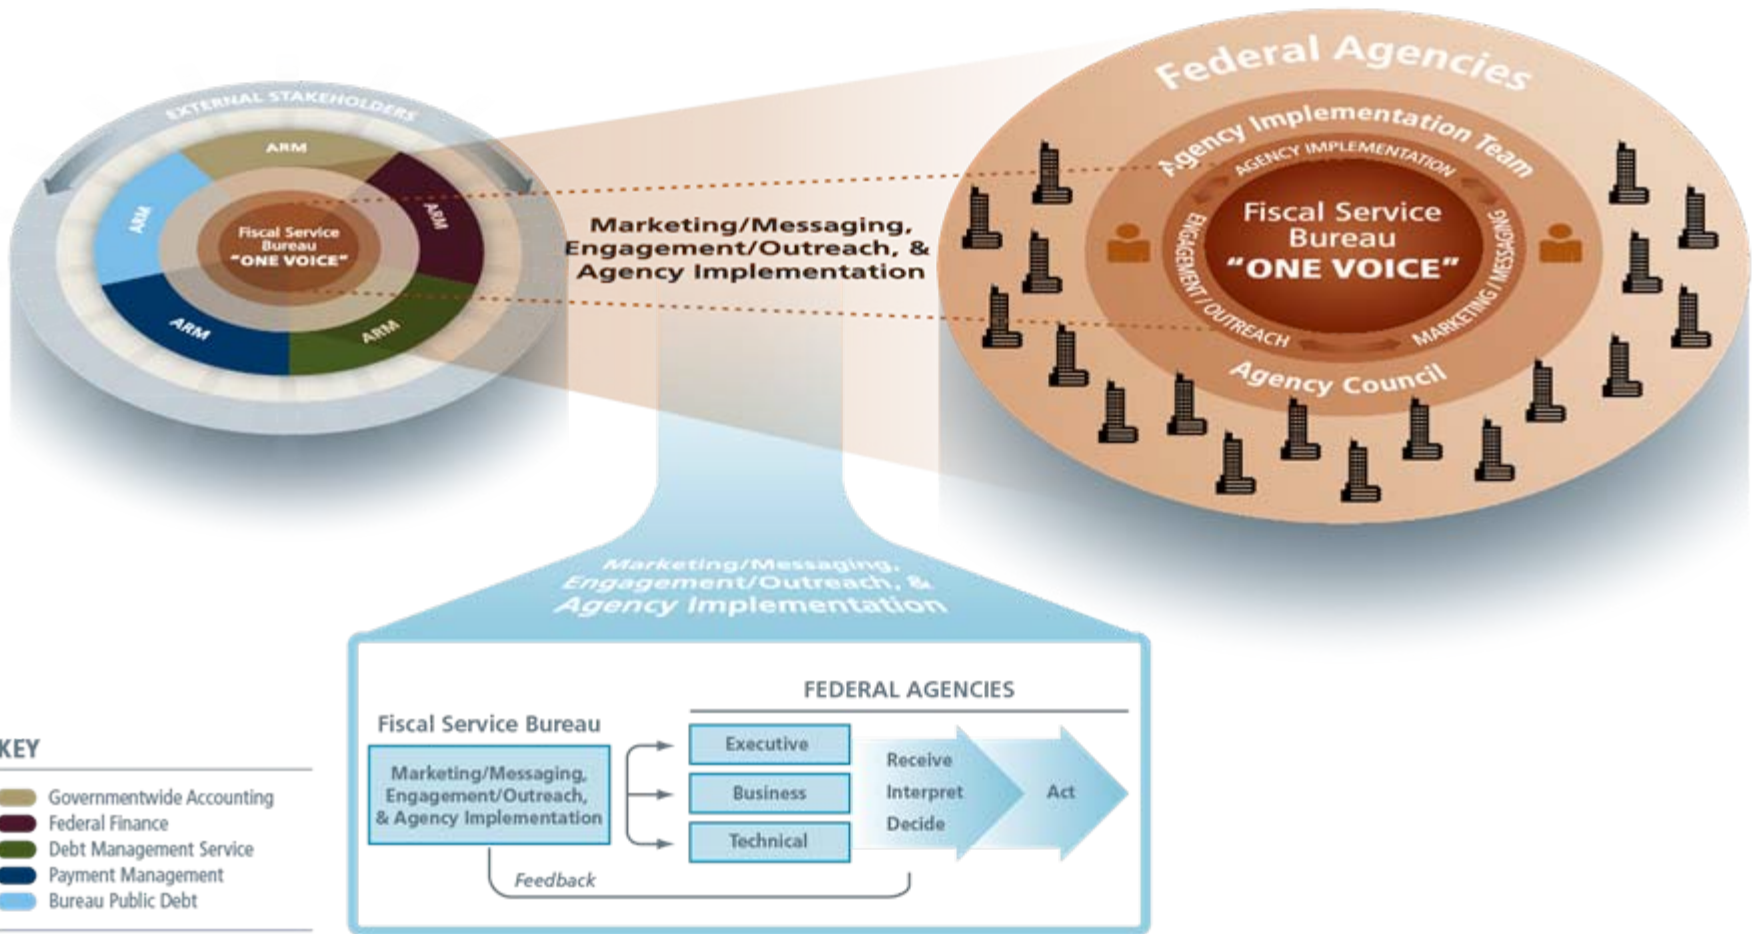 EXTERNAL STAKEHOLDERS
ARM
ARM
ARM
ARM
ARM
Fiscal Service
Bureau
“ONE VOICE”
Marketing/Messaging,
Engagement/Outreach, &
Agency Implementation
Federal Agencies
Agency Implementation Team
AGENCY IMPLEMENTATION
ENGAGEMENT / OUTREACH
MARKETING / MESSAGING
Fiscal Service
Bureau
“ONE VOICE”
Agency Council
Marketing/Messaging,
Engagement/Outreach, &
Agency Implementation
FEDERAL AGENCIES
Fiscal Service Bureau
Marketing/Messaging,
Engagement/Outreach,
& Agency Implementation
Executive
Business
Technical
Receive
Interpret
Decide
Act
Feedback
KEY
Governmentwide Accounting
Federal Finance
Debt Management Service
Payment Management
Bureau Public Debt